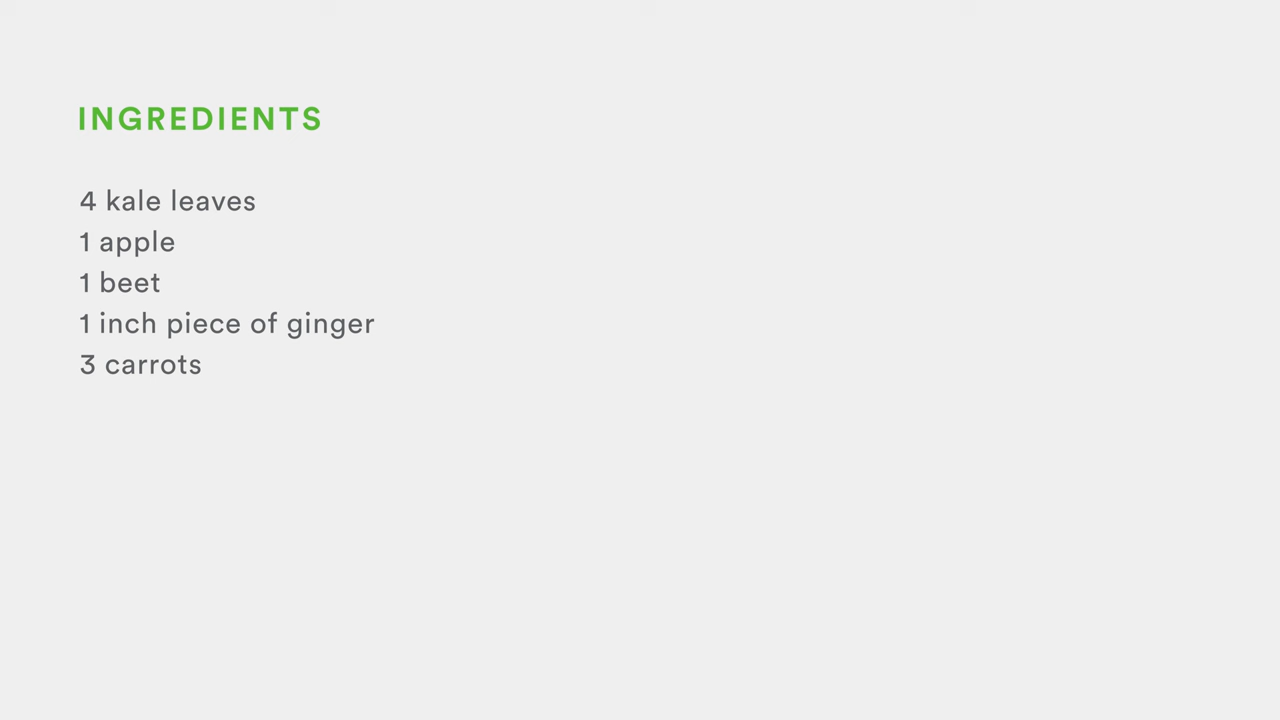 INGREDIENTS
4 kale leaves
1 apple
1 beet
1 inch piece of ginger
3 carrots